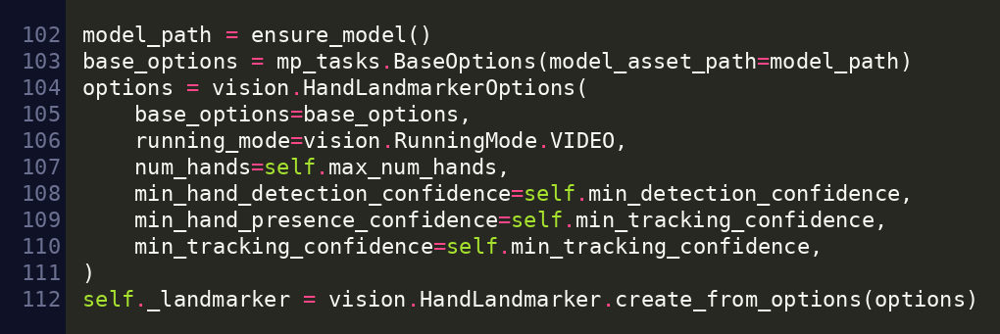 102 model_path = ensure_model()
103 base_options = mp_tasks.BaseOptions(model_asset_path=model_path)
104 options = vision.HandLandmarkerOptions(
105     base_options=base_options,
106     running_mode=vision.RunningMode.VIDEO,
107     num_hands=self.max_num_hands,
108     min_hand_detection_confidence=self.min_detection_confidence,
109     min_hand_presence_confidence=self.min_tracking_confidence,
110     min_tracking_confidence=self.min_tracking_confidence,
111 )
112 self._landmarker = vision.HandLandmarker.create_from_options(options)